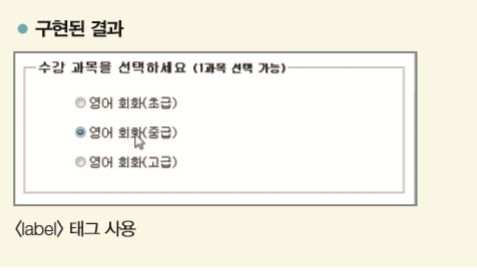 구현된 결과
수강 과목을 선택하세요 (1과목 선택 가능)
영어 회화(초급)
영어 회화(중급)
영어 회화(고급)
〈label〉 태그 사용